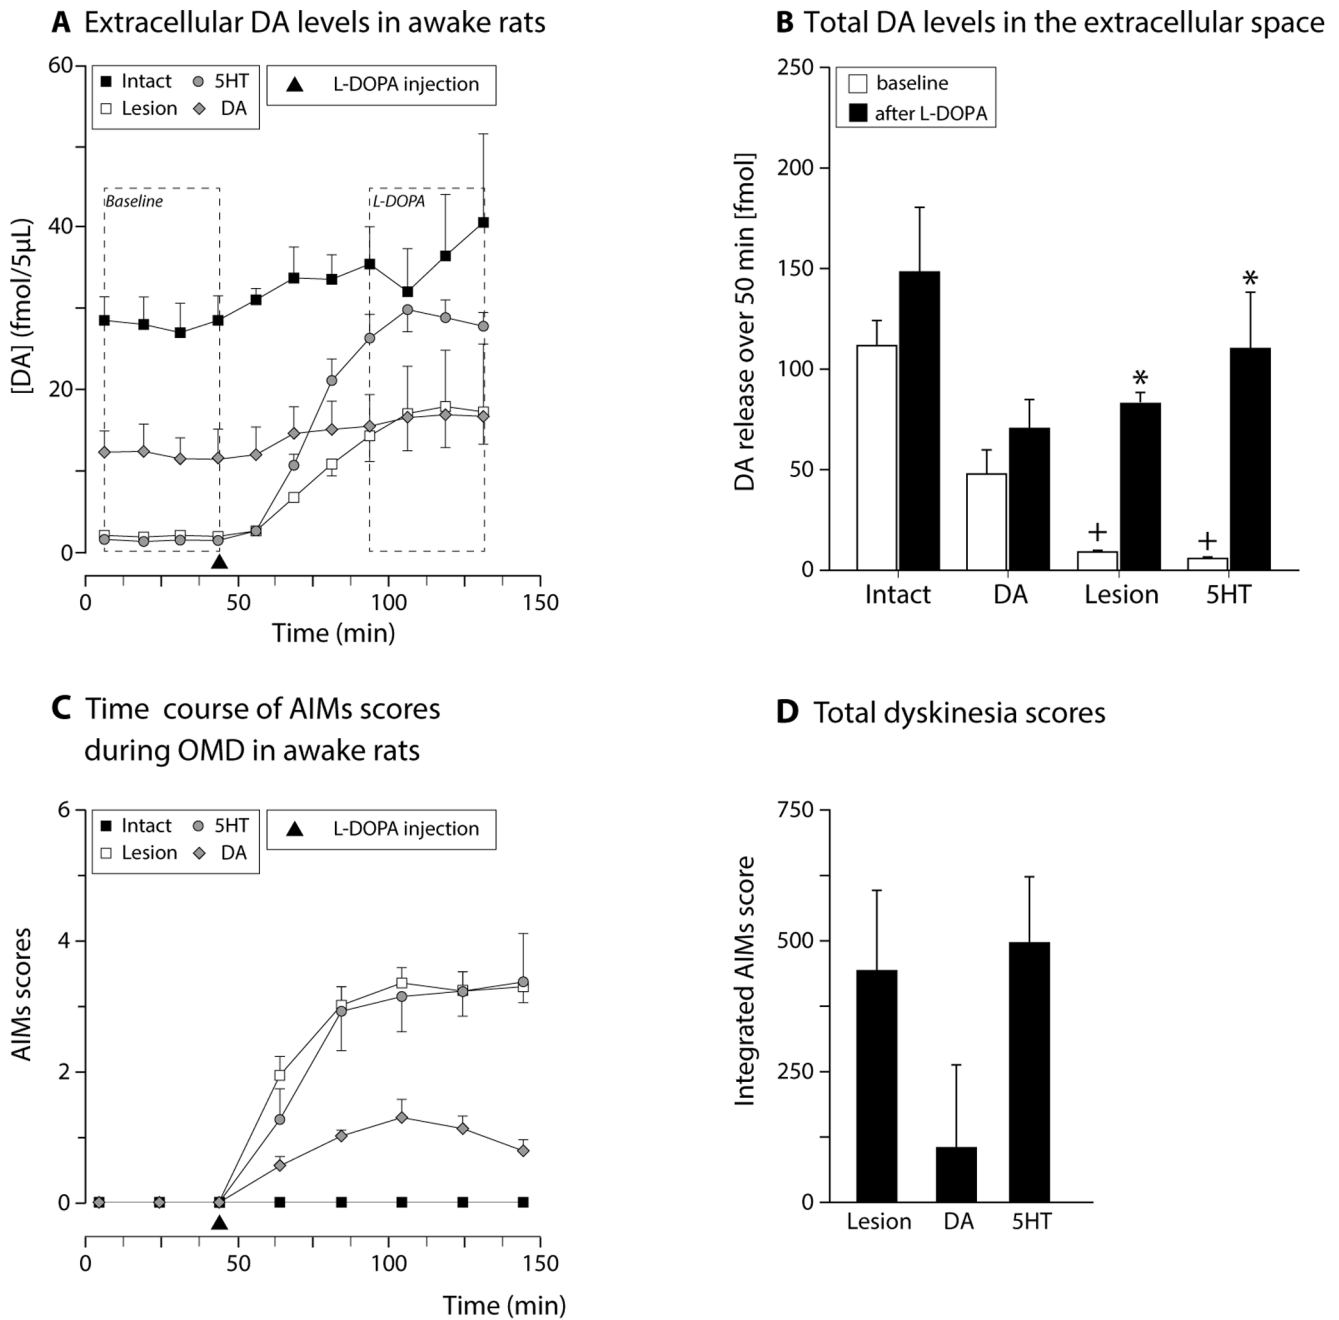 A Extracellular DA levels in awake rats
60
40
20
0
[DA] (fmol/5µL)
Intact
5HT
Lesion
DA
L-DOPA injection
Baseline
L-DOPA
0 50 100 150
Time (min)
B Total DA levels in the extracellular space
250
200
150
100
50
0
DA release over 50 min [fmol]
baseline
after L-DOPA
*
*
+
+
Intact DA Lesion 5HT
C Time course of AIMs scores
during OMD in awake rats
6
4
2
0
AIMs scores
Intact
5HT
Lesion
DA
L-DOPA injection
0 50 100 150
Time (min)
D Total dyskinesia scores
750
500
250
0
Integrated AIMs score
Lesion DA 5HT